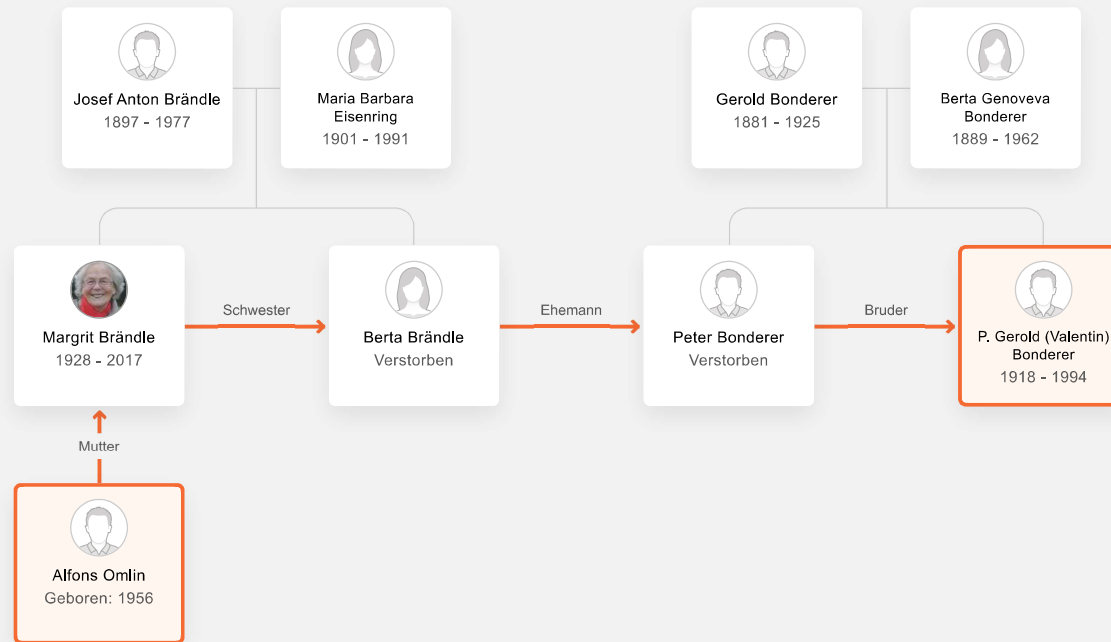 Josef Anton Brändle
1897 - 1977
Maria Barbara
Eisenring
1901 - 1991
Gerold Bonderer
1881 - 1925
Berta Genoveva
Bonderer
1889 - 1962
Margrit Brändle
1928 - 2017
Schwester
Berta Brändle
Verstorben
Ehemann
Peter Bonderer
Verstorben
Bruder
P. Gerold (Valentin)
Bonderer
1918 - 1994
Mutter
Alfons Omlin
Geboren: 1956